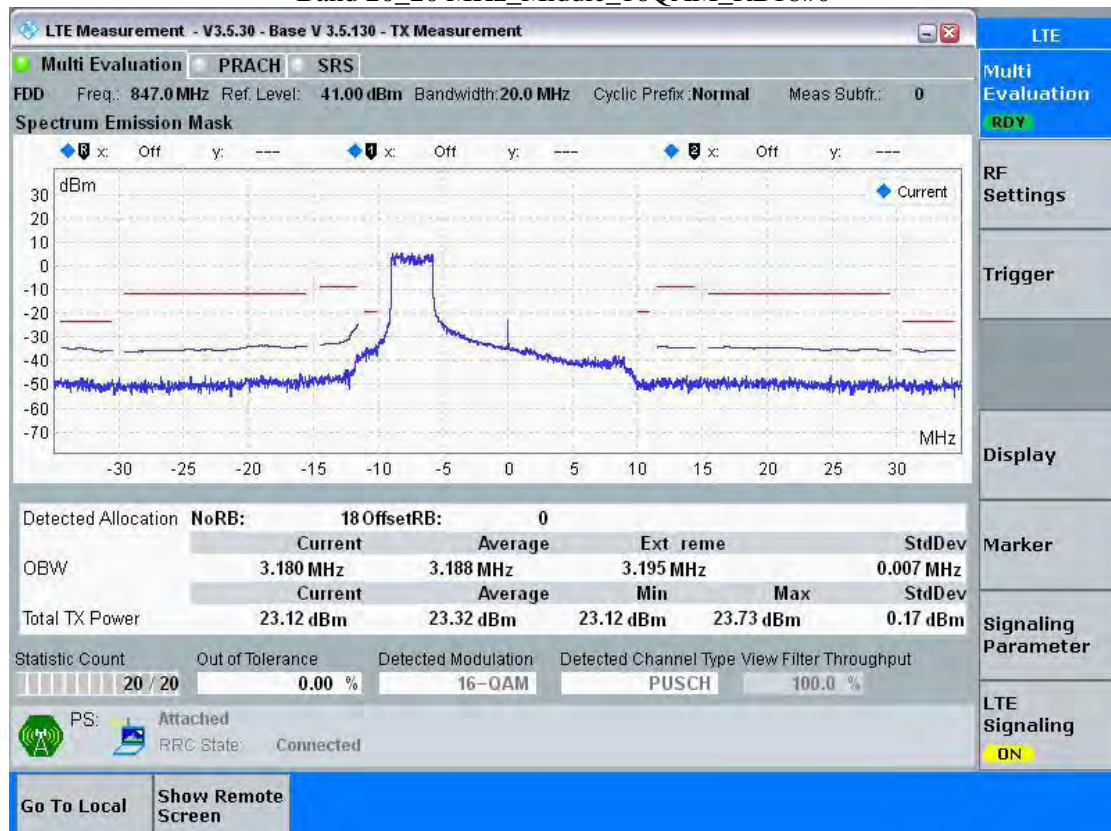 LTE Measurement - V3.5.30 - Base V 3.5.130 - TX Measurement
LTE
Multi Evaluation PRACH SRS
Multi
Evaluation
RDY
FDD Freq.: 847.0 MHz Ref. Level: 41.00 dBm Bandwidth: 20.0 MHz Cyclic Prefix : Normal Meas Subfr.: 0
Spectrum Emission Mask
R x: Off y: --- 1 x: Off y: --- 2 x: Off y: ---
dBm
Current
30
20
10
0
-10
-20
-30
-40
-50
-60
-70
MHz
-30 -25 -20 -15 -10 -5 0 5 10 15 20 25 30
RF
Settings
Trigger
Display
Marker
Signaling
Parameter
LTE
Signaling
ON
Detected Allocation NoRB: 18 OffsetRB: 0
Current Average Extreme StdDev
OBW 3.180 MHz 3.188 MHz 3.195 MHz 0.007 MHz
Current Average Min Max StdDev
Total TX Power 23.12 dBm 23.32 dBm 23.12 dBm 23.73 dBm 0.17 dBm
Statistic Count Out of Tolerance Detected Modulation Detected Channel Type View Filter Throughput
20 / 20 0.00 % 16-QAM PUSCH 100.0 %
PS: Attached
RRC State: Connected
Go To Local Show Remote
Screen